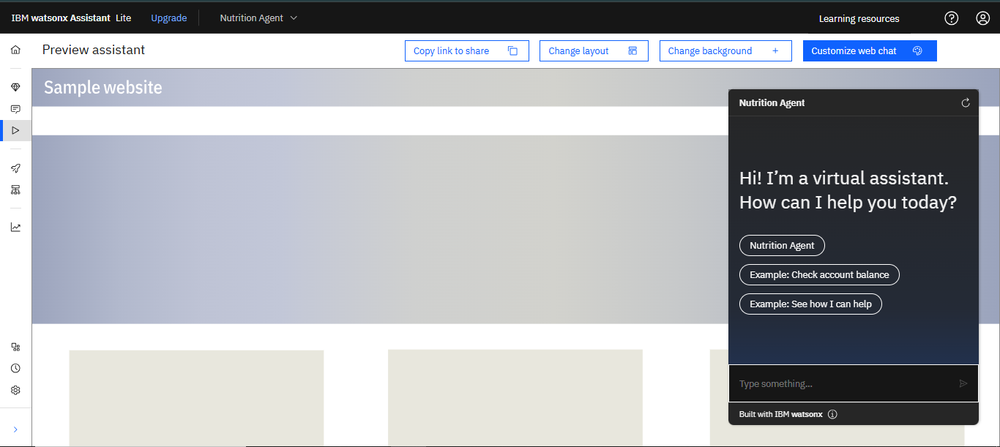 IBM watsonx Assistant Lite Upgrade Nutrition Agent Learning resources
Preview assistant Copy link to share Change layout Change background Customize web chat
Sample website
Nutrition Agent
Hi! I’m a virtual assistant.
How can I help you today?
Nutrition Agent
Example: Check account balance
Example: See how I can help
Type something...
Built with IBM watsonx